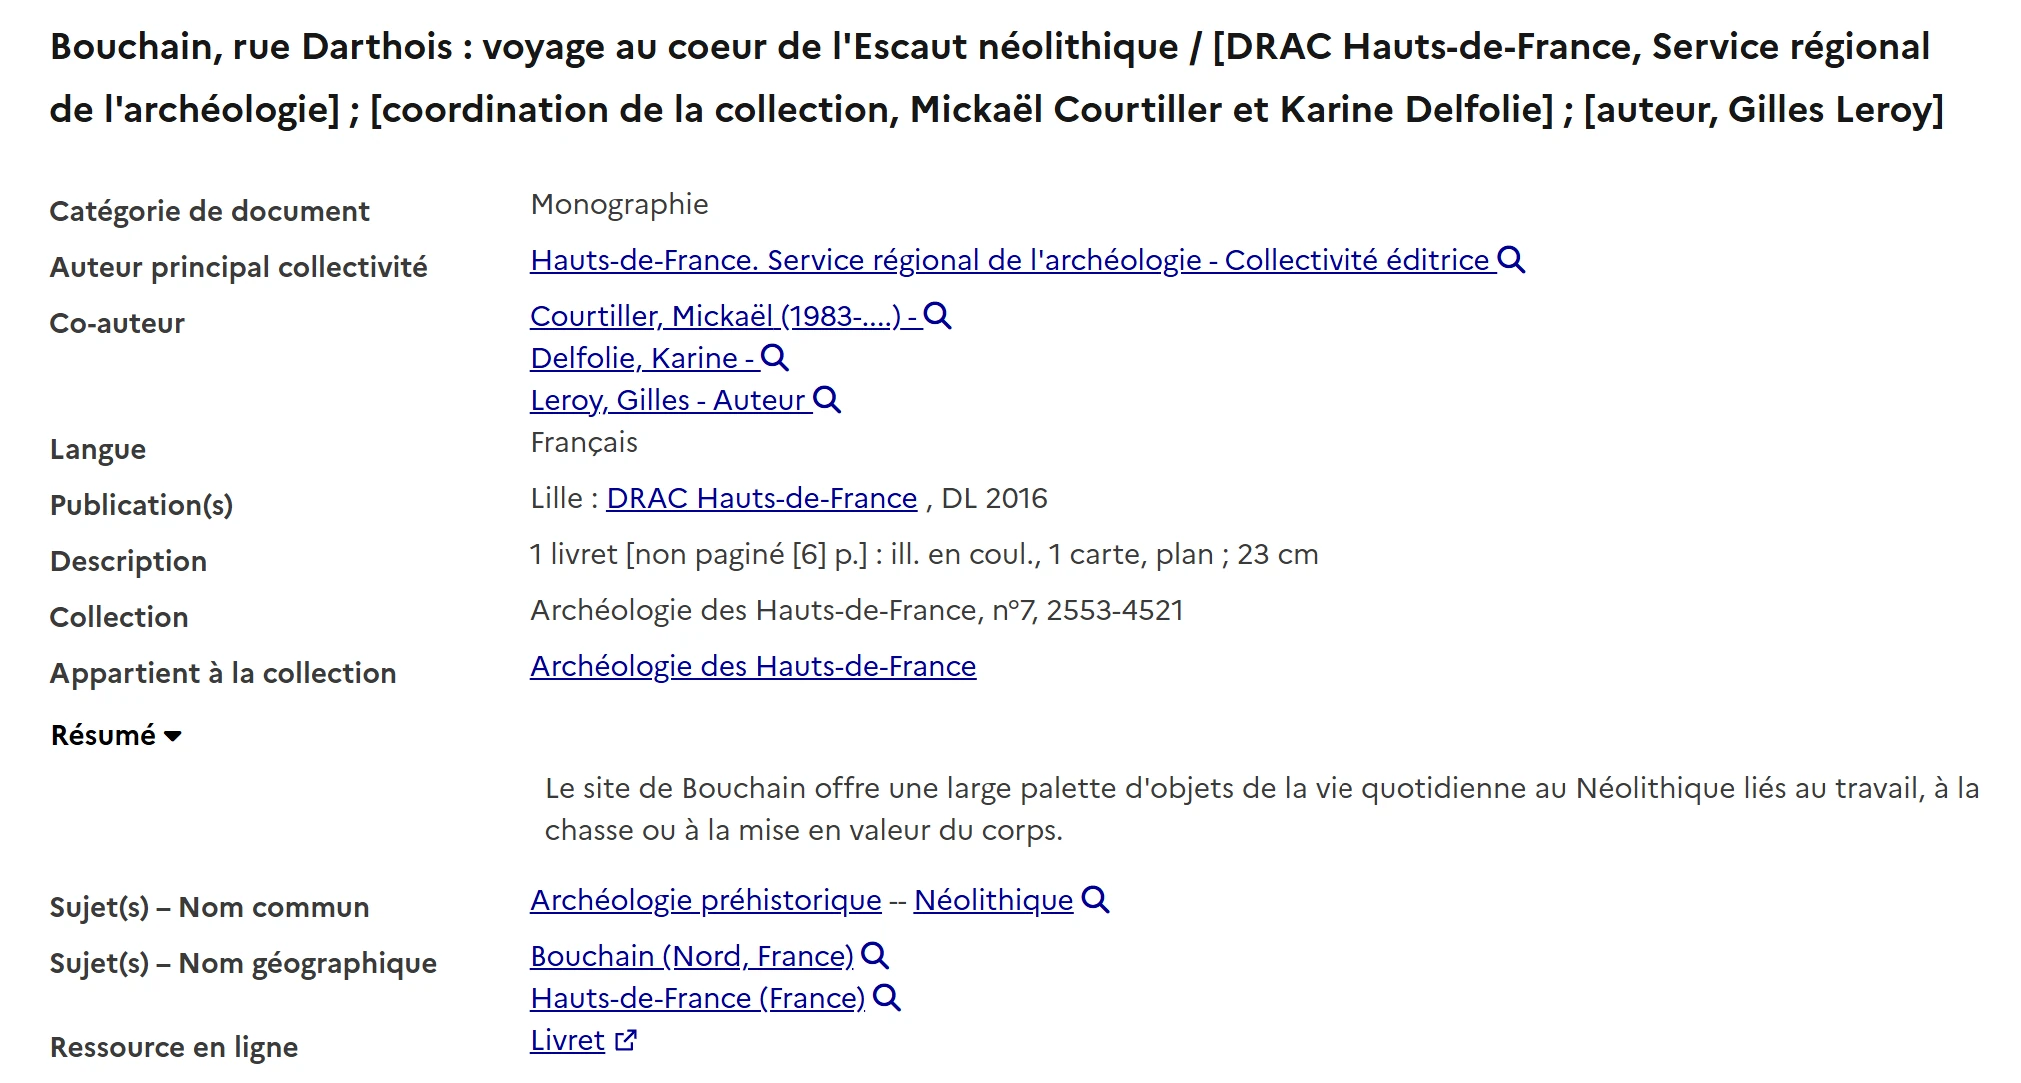 Bouchain, rue Darthois : voyage au coeur de l'Escaut néolithique / [DRAC Hauts-de-France, Service régional
de l'archéologie] ; [coordination de la collection, Mickaël Courtiller et Karine Delfolie] ; [auteur, Gilles Leroy]
Catégorie de document Monographie
Auteur principal collectivité Hauts-de-France. Service régional de l'archéologie - Collectivité éditrice
Co-auteur Courtiller, Mickaël (1983-....) -
Delfolie, Karine -
Leroy, Gilles - Auteur
Langue Français
Publication(s) Lille : DRAC Hauts-de-France , DL 2016
Description 1 livret [non paginé [6] p.] : ill. en coul., 1 carte, plan ; 23 cm
Collection Archéologie des Hauts-de-France, n°7, 2553-4521
Appartient à la collection Archéologie des Hauts-de-France
Résumé
Le site de Bouchain offre une large palette d'objets de la vie quotidienne au Néolithique liés au travail, à la
chasse ou à la mise en valeur du corps.
Sujet(s) – Nom commun Archéologie préhistorique -- Néolithique
Sujet(s) – Nom géographique Bouchain (Nord, France)
Hauts-de-France (France)
Ressource en ligne Livret